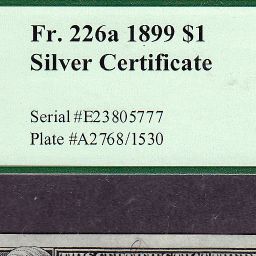 Fr. 226a 1899 $1
Silver Certificate
Serial #E23805777
Plate #A2768/1530